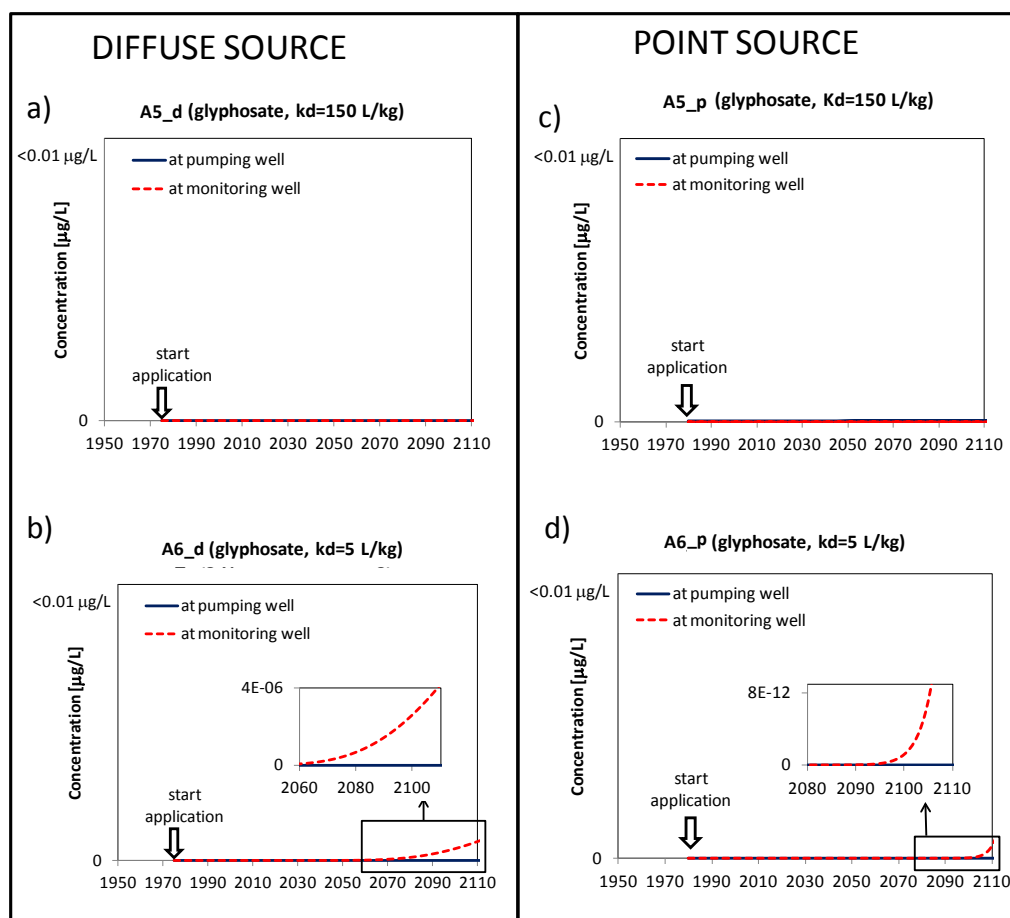 DIFFUSE SOURCE
a)
A5_d (glyphosate, kd=150 L/kg)
<0.01 µg/L
at pumping well
at monitoring well
Concentration [µg/L]
start
application
0
1950 1970 1990 2010 2030 2050 2070 2090 2110
b)
A6_d (glyphosate, kd=5 L/kg)
<0.01 µg/L
at pumping well
at monitoring well
Concentration [µg/L]
4E-06
0
2060 2080 2100
start
application
0
1950 1970 1990 2010 2030 2050 2070 2090 2110
POINT SOURCE
c)
A5_p (glyphosate, Kd=150 L/kg)
<0.01 µg/L
at pumping well
at monitoring well
Concentration [µg/L]
start
application
0
1950 1970 1990 2010 2030 2050 2070 2090 2110
d)
A6_p (glyphosate, kd=5 L/kg)
<0.01 µg/L
at pumping well
at monitoring well
Concentration [µg/L]
8E-12
0
2080 2090 2100 2110
start
application
0
1950 1970 1990 2010 2030 2050 2070 2090 2110